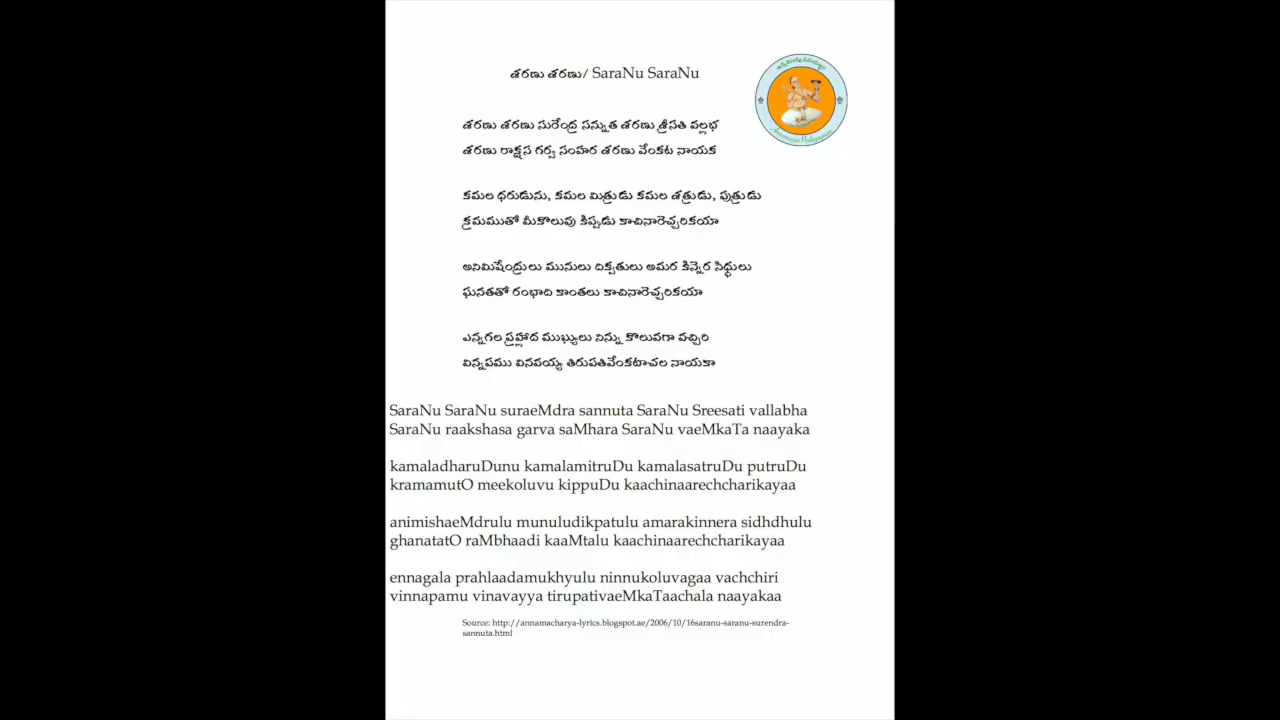 శరణు శరణు/ SaraNu SaraNu
శరణు శరణు సురేంద్ర సన్నుత శరణు శ్రీసతి వల్లభ
శరణు రాక్షస గర్వ సంహర శరణు వేంకట నాయక
కమల ధరుడును, కమల మిత్రుడు కమల శత్రుడు, పుత్రుడు
క్రమముతో మీకొలువు కిప్పుడు కాచినారెచ్చరికయా
అనిమిషేంద్రులు మునులు దిక్పతులు అమర కిన్నెర సిద్ధులు
ఘనతతో రంభాది కాంతలు కాచినారెచ్చరికయా
ఎన్నగల ప్రహ్లాద ముఖ్యులు నిన్ను కొలువగా వచ్చిరి
విన్నపము వినవయ్య తిరుపతివేంకటాచల నాయకా
SaraNu SaraNu suraeMdra sannuta SaraNu Sreesati vallabha
SaraNu raakshasa garva saMhara SaraNu vaeMkaTa naayaka
kamaladharuDunu kamalamitruDu kamalasatruDu putruDu
kramamutO meekoluvu kippuDu kaachinaarechcharikayaa
animishaeMdrulu munuludikpatulu amarakinnera sidhdhulu
ghanatatO raMbhaadi kaaMtalu kaachinaarechcharikayaa
ennagala prahlaadamukhyulu ninnukoluvagaa vachchiri
vinnapamu vinavayya tirupativaeMkaTaachala naayakaa
Source: http://annamacharya-lyrics.blogspot.ae/2006/10/16saranu-saranu-surendra-
sannuta.html